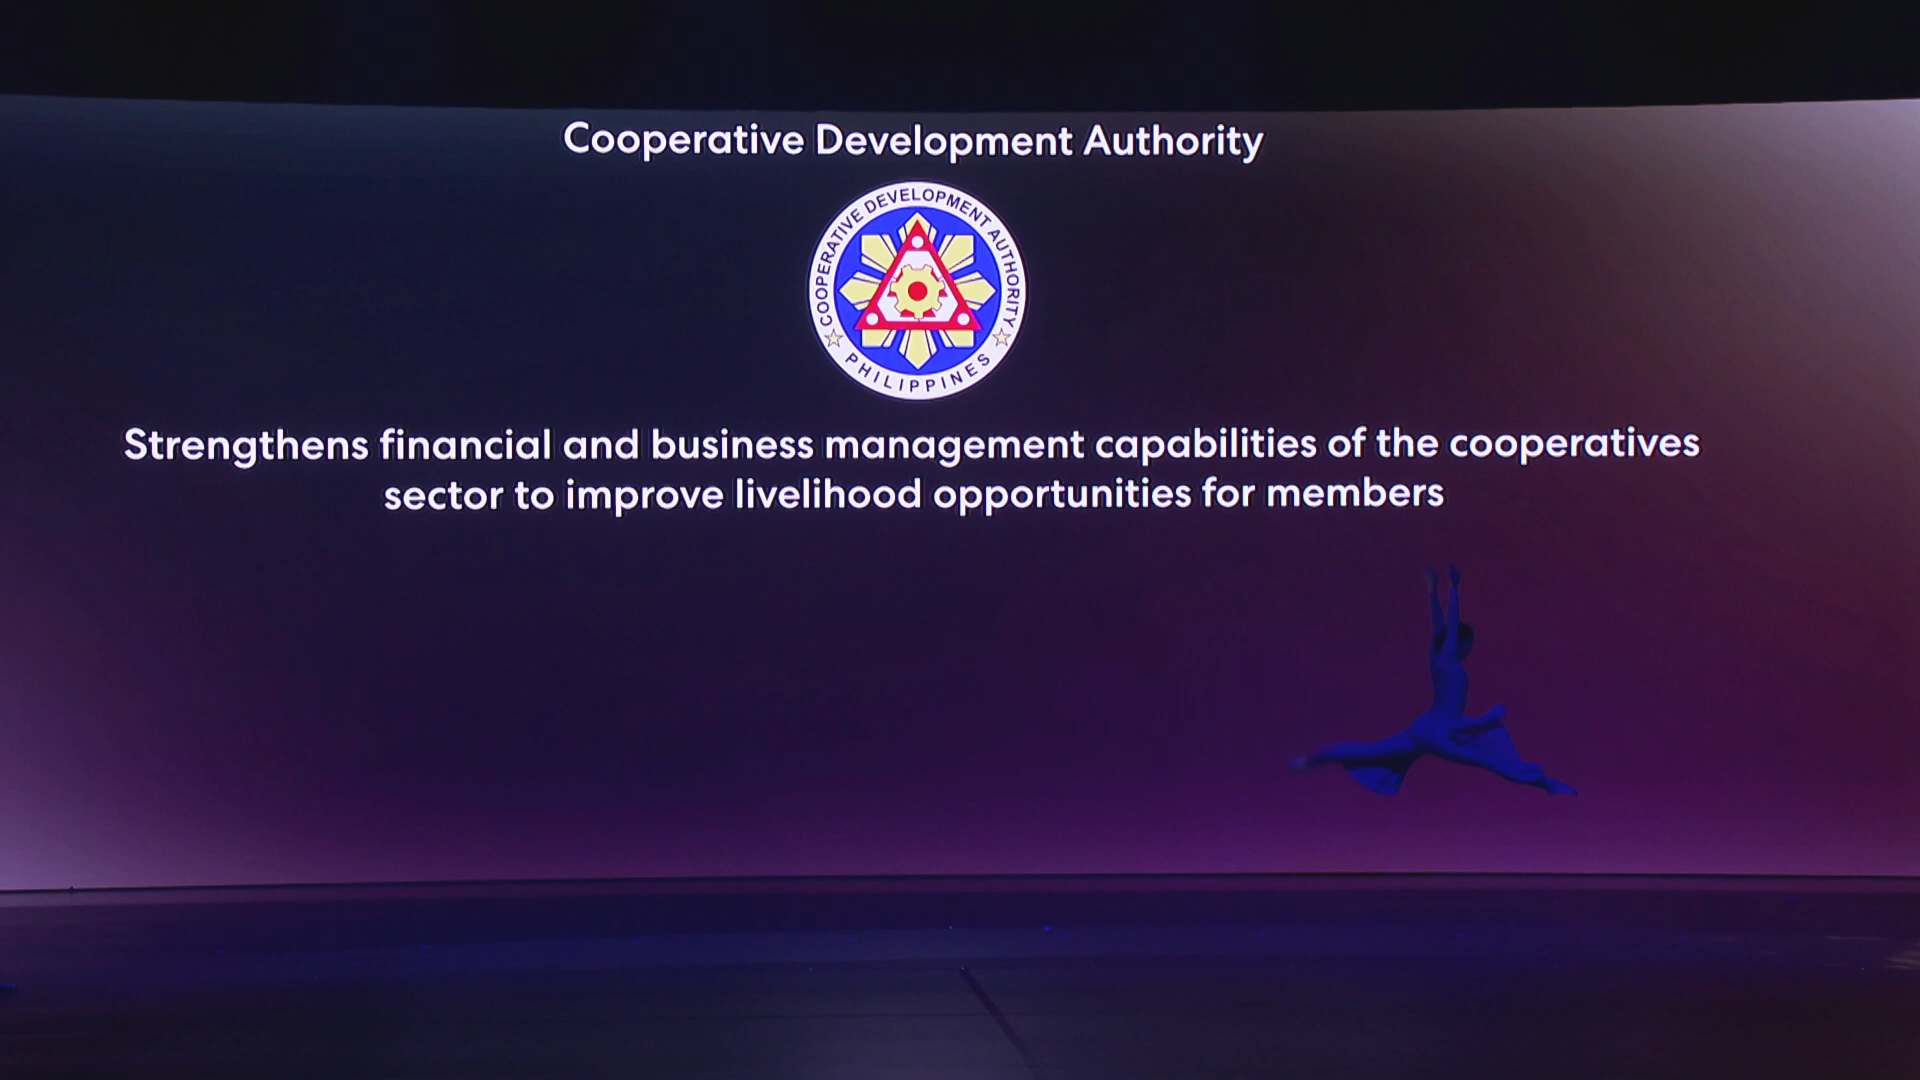 Cooperative Development Authority
COOPERATIVE DEVELOPMENT AUTHORITY
PHILIPPINES
Strengthens financial and business management capabilities of the cooperatives
sector to improve livelihood opportunities for members